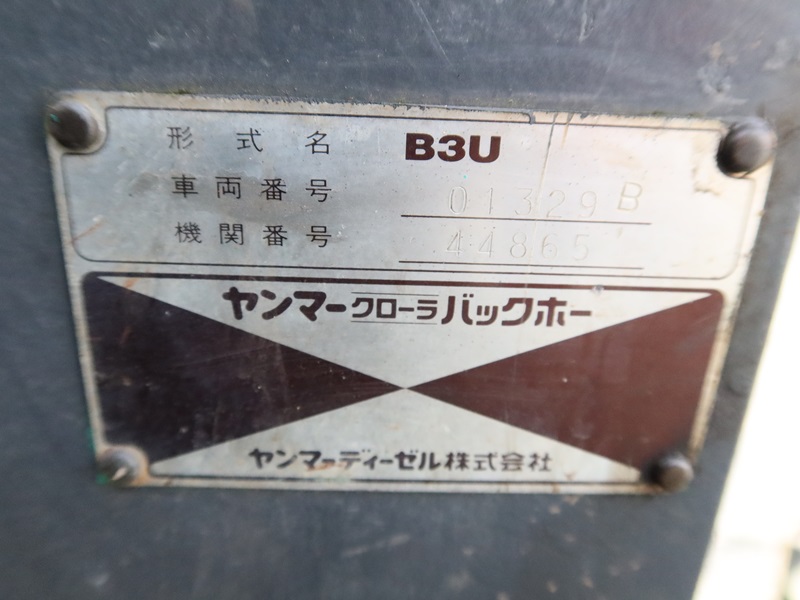 形式名 B3U
車両番号 01329B
機関番号 44865
ヤンマークローラバックホー
ヤンマーディーゼル株式会社